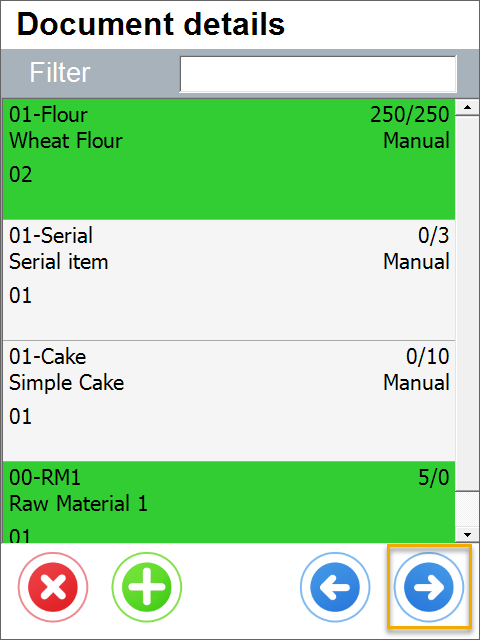 Document details
Filter
01-Flour 250/250
Wheat Flour Manual
02
01-Serial 0/3
Serial item Manual
01
01-Cake 0/10
Simple Cake Manual
01
00-RM1 5/0
Raw Material 1
01